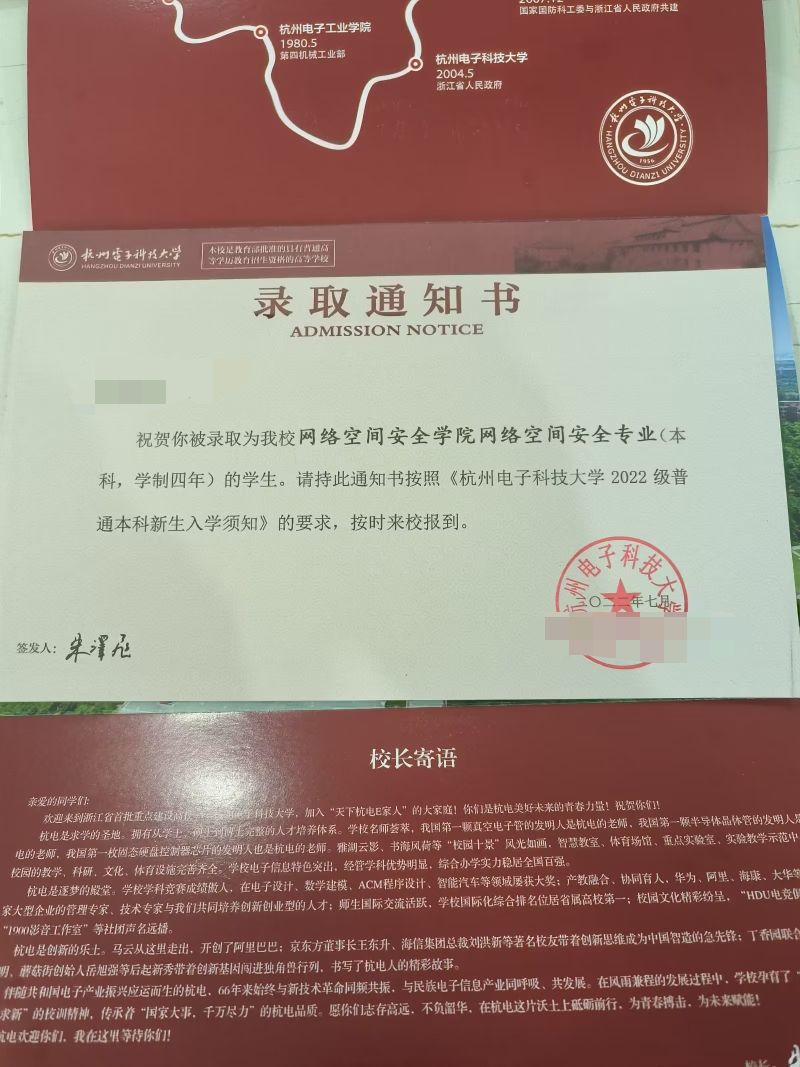 杭州电子工业学院
1980.5
第四机械工业部
国家国防科工委与浙江省人民政府共建
杭州电子科技大学
2004.5
浙江省人民政府
杭州电子科技大学
HANGZHOU DIANZI UNIVERSITY
1956
杭州电子科技大学
HANGZHOU DIANZI UNIVERSITY
本校是教育部批准的具有普通高
等学历教育招生资格的高等学校
录取通知书
ADMISSION NOTICE
祝贺你被录取为我校网络空间安全学院网络空间安全专业(本
科,学制四年)的学生。请持此通知书按照《杭州电子科技大学 2022 级普
通本科新生入学须知》的要求,按时来校报到。
杭州电子科技大学
二〇二二年七月
签发人:
校长寄语
亲爱的同学们:
欢迎来到浙江省首批重点建设高校 科技大学,加入“天下杭电E家人”的大家庭!你们是杭电美好未来的青春力量!祝贺你们!
杭电是求学的圣地。拥有从学士、硕士到博士完整的人才培养体系。学校名师荟萃,我国第一颗真空电子管的发明人是杭电的老师,我国第一颗半导体晶体管的发明人是
电的老师,我国第一枚固态硬盘控制器芯片的发明人也是杭电的老师。雅湖云影、书海风荷等“校园十景”风光如画,智慧教室、体育场馆、重点实验室、实验教学示范中
校园的教学、科研、文化、体育设施完善齐全。学校电子信息特色突出,经管学科优势明显,综合办学实力稳居全国百强。
杭电是逐梦的殿堂。学校学科竞赛成绩傲人,在电子设计、数学建模、ACM程序设计、智能汽车等领域屡获大奖;产教融合、协同育人,华为、阿里、海康、大华等
家大型企业的管理专家、技术专家与我们共同培养创新创业型的人才;师生国际交流活跃,学校国际化综合排名位居省属高校第一;校园文化精彩纷呈,“HDU电竞俱
“1900影音工作室”等社团声名远播。
杭电是创新的乐土。马云从这里走出,开创了阿里巴巴;京东方董事长王东升、海信集团总裁刘洪新等著名校友带着创新思维成为中国智造的急先锋;丁香园联合
明、蘑菇街创始人岳旭强等后起新秀带着创新基因闯进独角兽行列,书写了杭电人的精彩故事。
伴随共和国电子产业振兴应运而生的杭电,66年来始终与新技术革命同频共振,与民族电子信息产业同呼吸、共发展。在风雨兼程的发展过程中,学校孕育了“
求新”的校训精神,传承着“国家大事,千万尽力”的杭电品质。愿你们志存高远,不负韶华,在杭电这片沃土上砥砺前行,为青春搏击,为未来赋能!
杭电欢迎你们,我在这里等待你们!
校长: